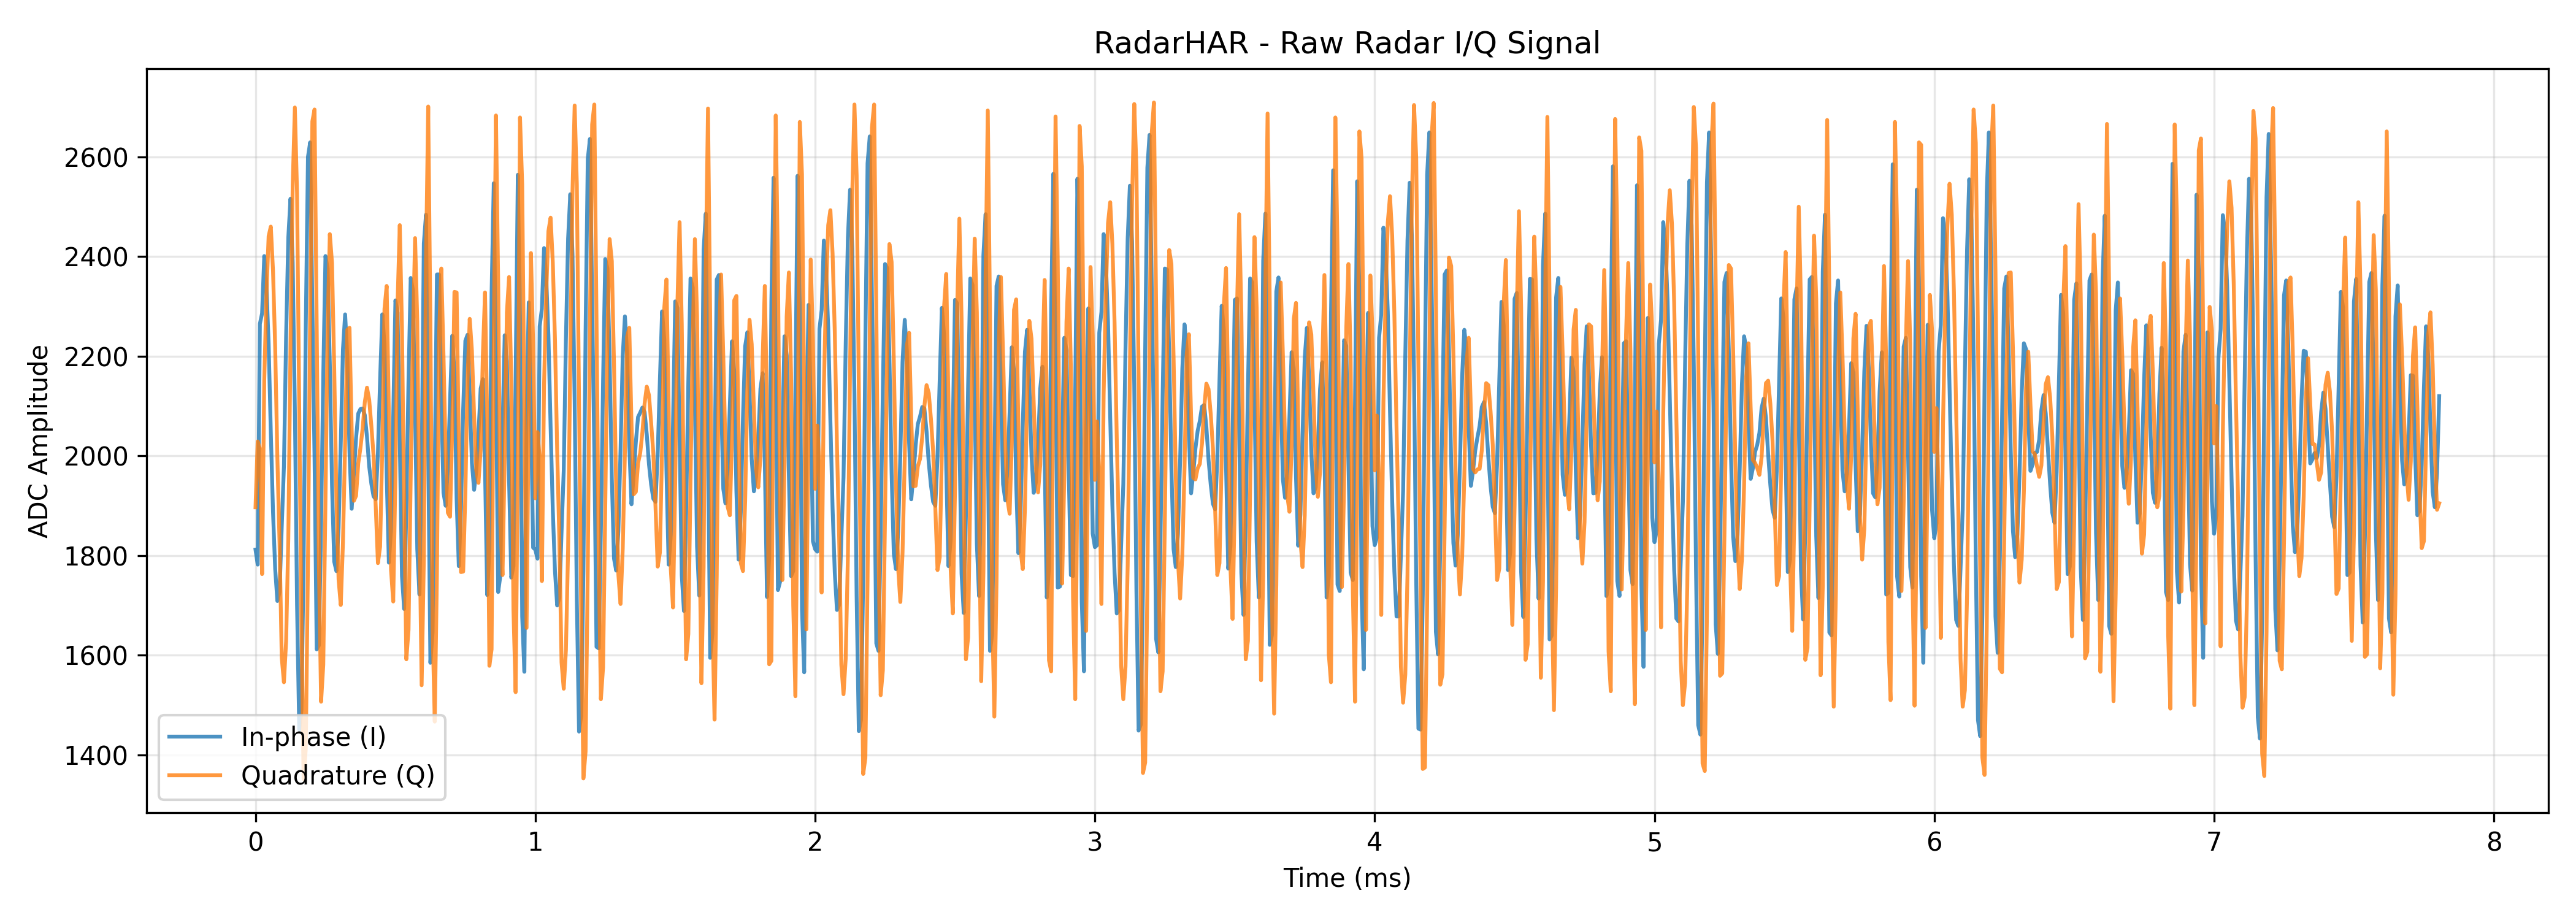 RadarHAR - Raw Radar I/Q Signal
ADC Amplitude
2600
2400
2200
2000
1800
1600
1400
In-phase (I)
Quadrature (Q)
0 1 2 3 4 5 6 7 8
Time (ms)